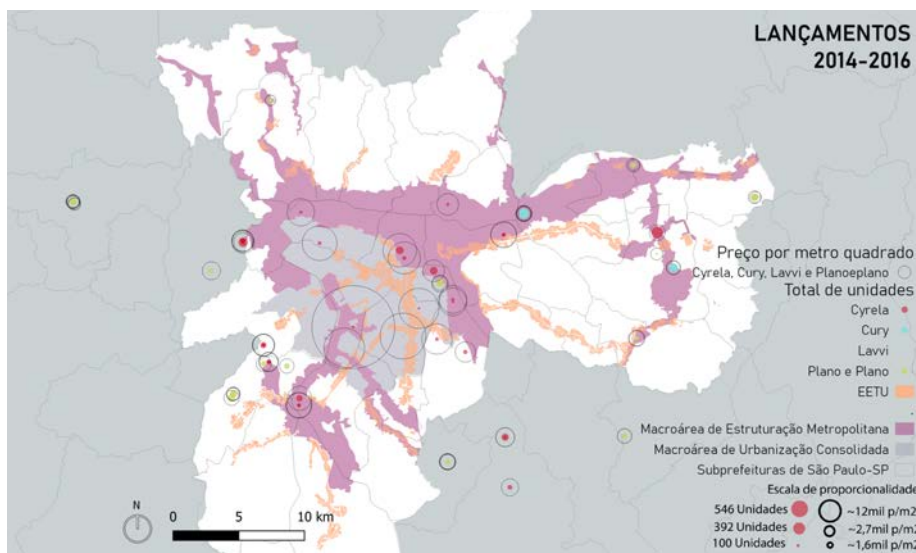 LANÇAMENTOS
2014-2016
Preço por metro quadrado
Cyrela, Cury, Lavvi e Planoeplano
Total de unidades
Cyrela
Cury
Lavvi
Plano e Plano
EETU
Macroárea de Estruturação Metropolitana
Macroárea de Urbanização Consolidada
Subprefeituras de São Paulo-SP
Escala de proporcionalidade
546 Unidades ~12mil p/m2
392 Unidades ~2,7mil p/m2
100 Unidades ~1,6mil p/m2
N
0 5 10 km